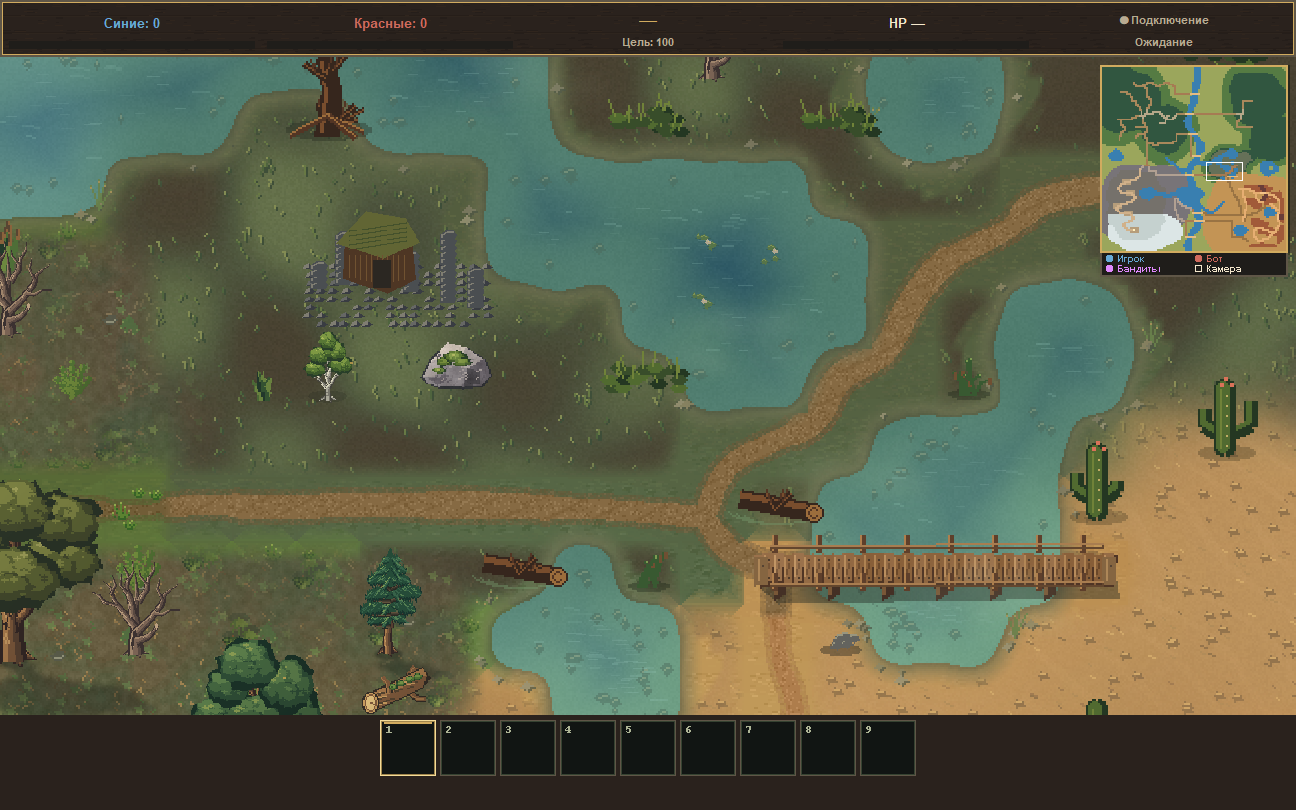 Синие: 0
Красные: 0
—
Цель: 100
HP —
Подключение
Ожидание
Игрок
Бот
Бандиты
Камера
1 2 3 4 5 6 7 8 9